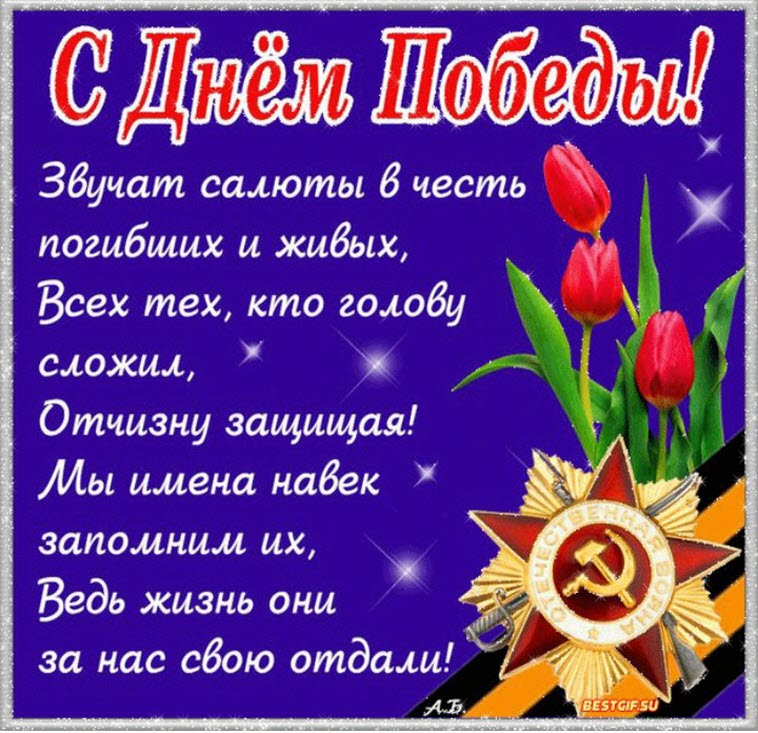 С Днём Победы!
Звучат салюты в честь
погибших и живых,
Всех тех, кто голову
сложил,
Отчизну защищая!
Мы имена навек
запомним их,
Ведь жизнь они
за нас свою отдали!
ОТЕЧЕСТВЕННАЯ ВОЙНА
А.Б.
BESTGIF.SU